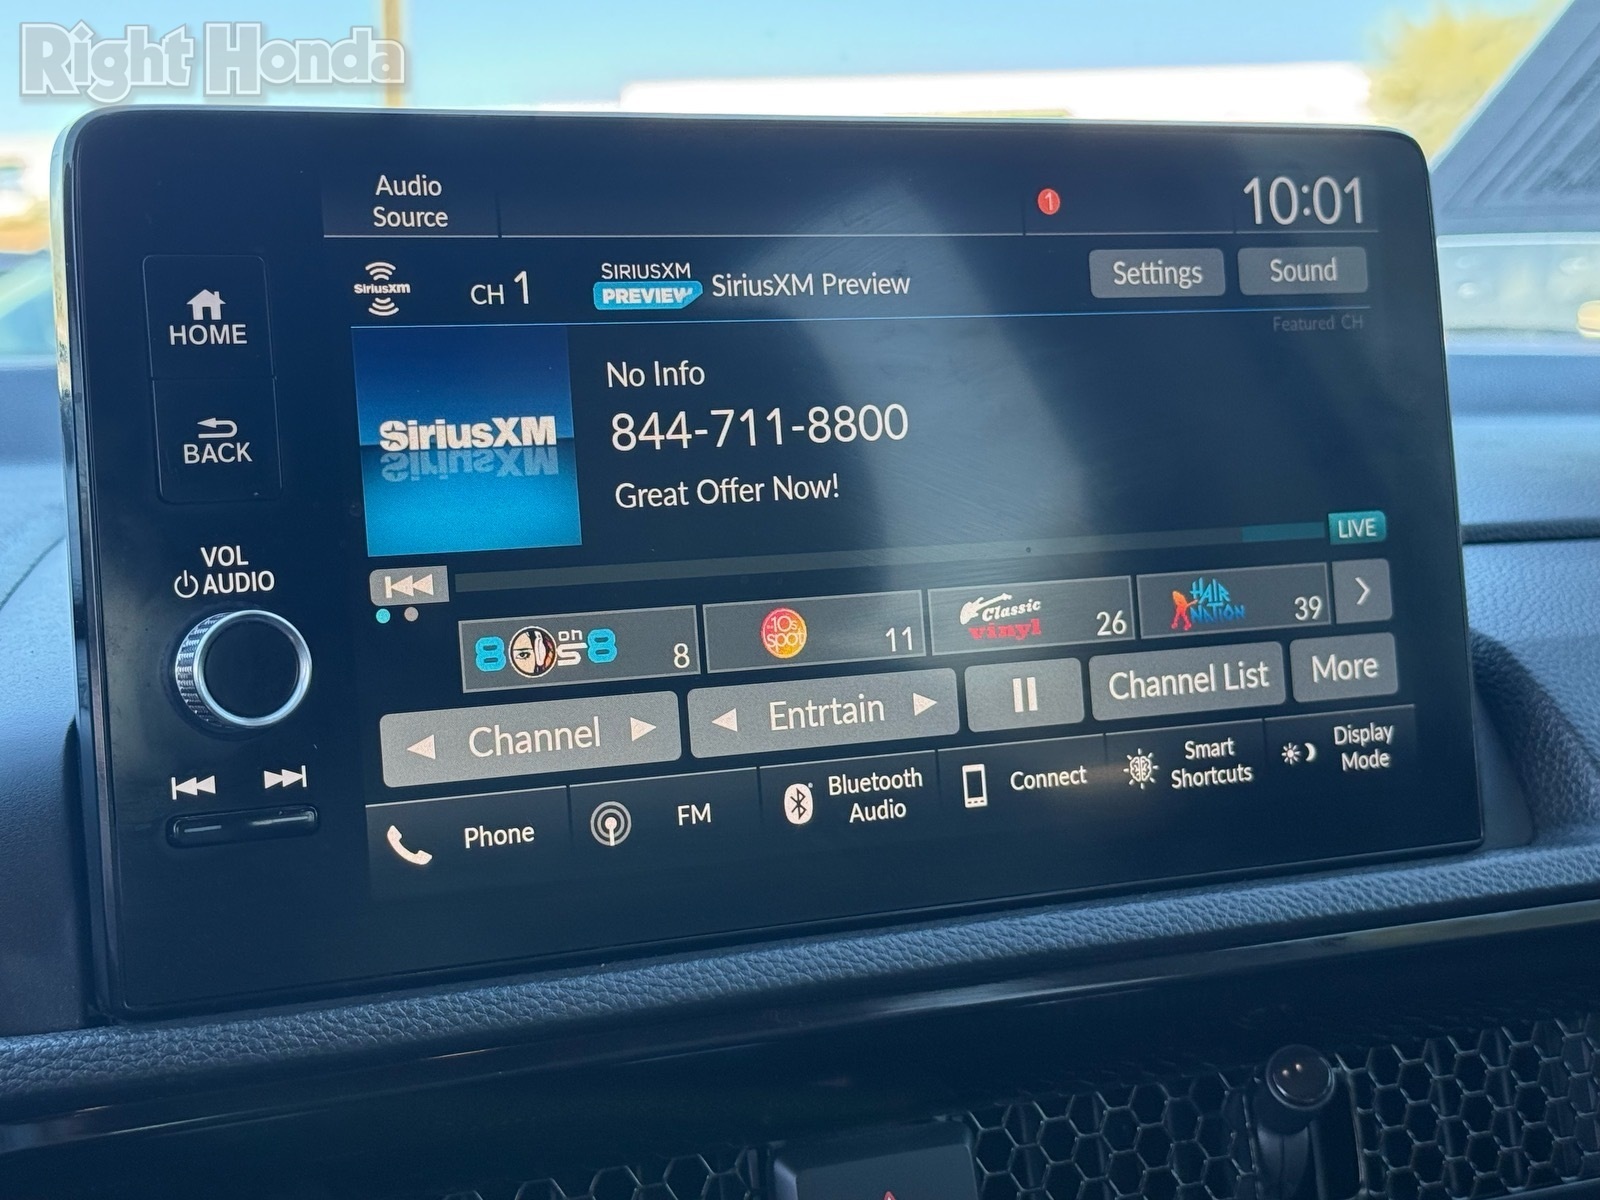 Right Honda
Audio
Source
1
10:01
HOME
BACK
VOL
AUDIO
SiriusXM
CH 1
SIRIUSXM
PREVIEW
SiriusXM Preview
Settings
Sound
Featured CH
SiriusXM
No Info
844-711-8800
Great Offer Now!
LIVE
80s on 8
8
10s
spot
11
Classic
vinyl
26
HAIR
NATION
39
Channel
Entrtain
Channel List
More
Phone
FM
Bluetooth
Audio
Connect
Smart
Shortcuts
Display
Mode